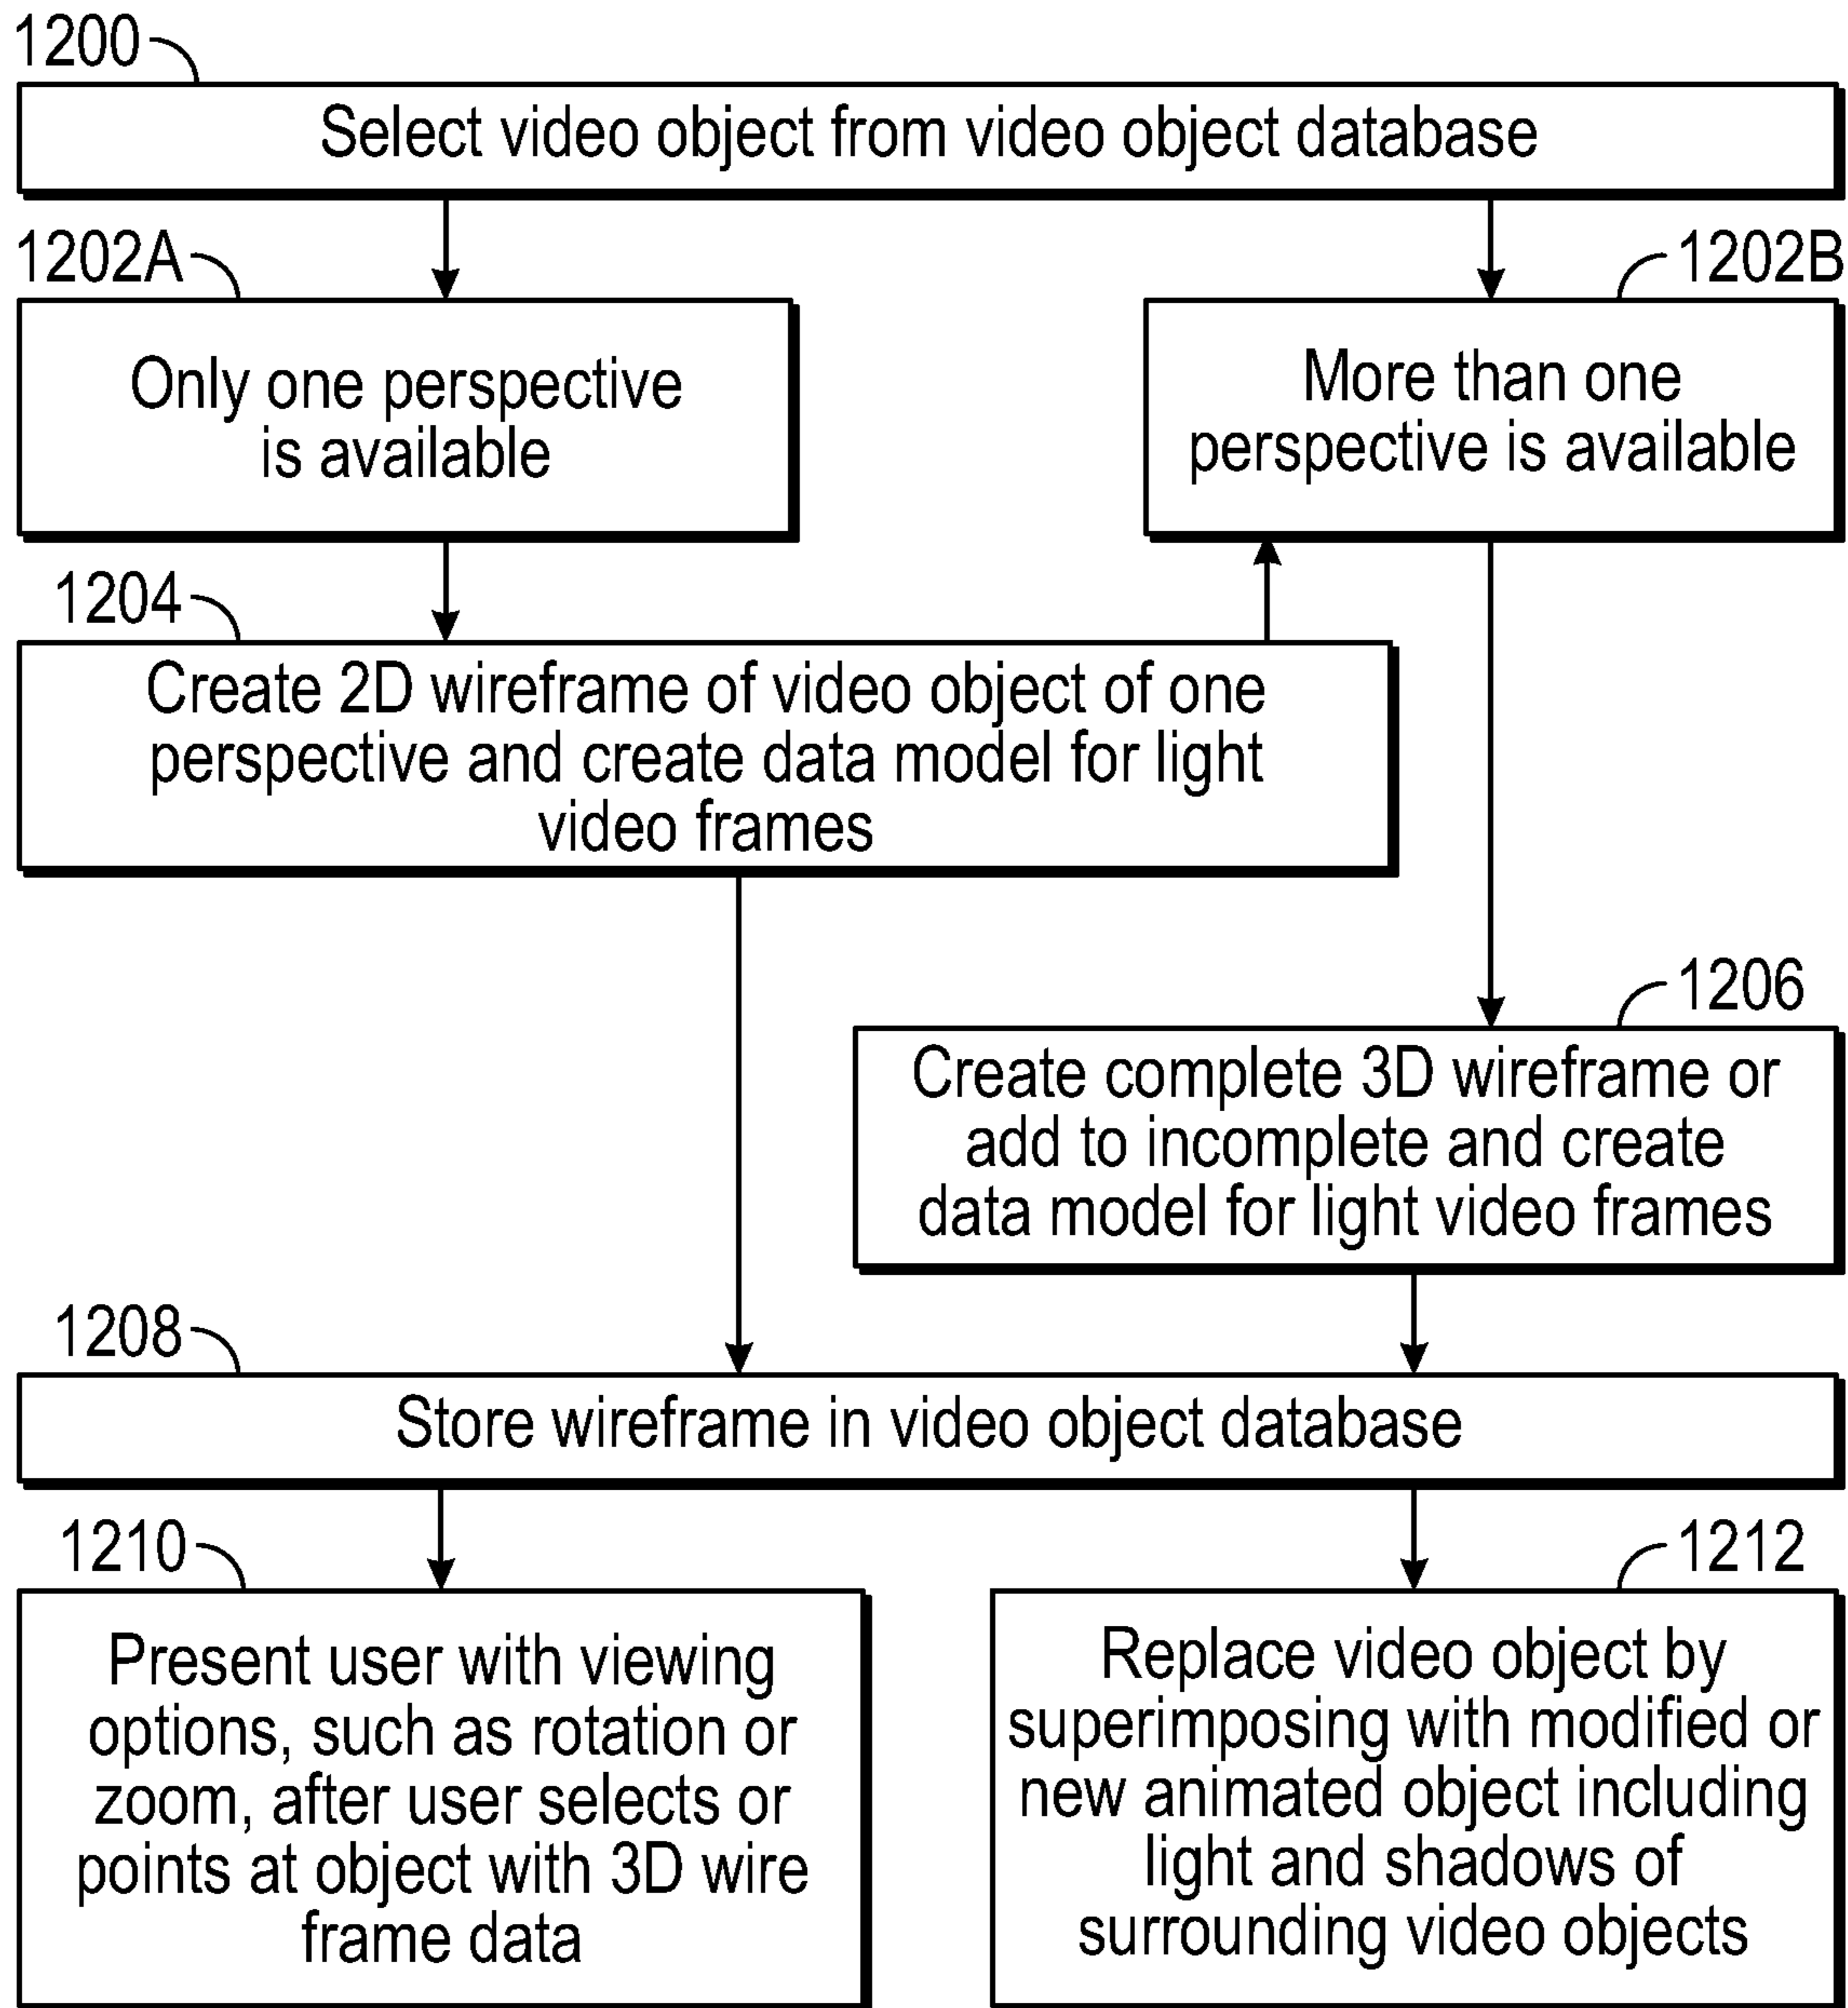 1200
Select video object from video object database
1202A
1202B
Only one perspective
is available
More than one
perspective is available
1204
Create 2D wireframe of video object of one
perspective and create data model for light
video frames
1206
Create complete 3D wireframe or
add to incomplete and create
data model for light video frames
1208
Store wireframe in video object database
1210
1212
Present user with viewing
options, such as rotation or
zoom, after user selects or
points at object with 3D wire
frame data
Replace video object by
superimposing with modified or
new animated object including
light and shadows of
surrounding video objects